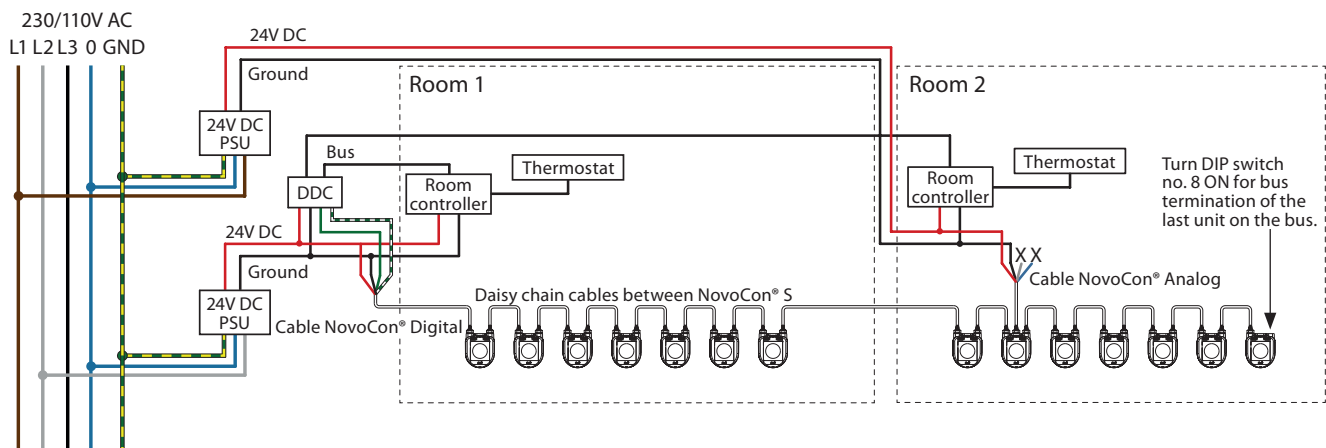 230/110V AC
L1 L2 L3 0 GND
24V DC
Ground
24V DC
PSU
Room 1
Room 2
Bus
DDC
Room
controller
Thermostat
Room
controller
Thermostat
Turn DIP switch
no. 8 ON for bus
termination of the
last unit on the bus.
24V DC
Ground
24V DC
PSU
X X
Cable NovoCon® Analog
Daisy chain cables between NovoCon® S
Cable NovoCon® Digital